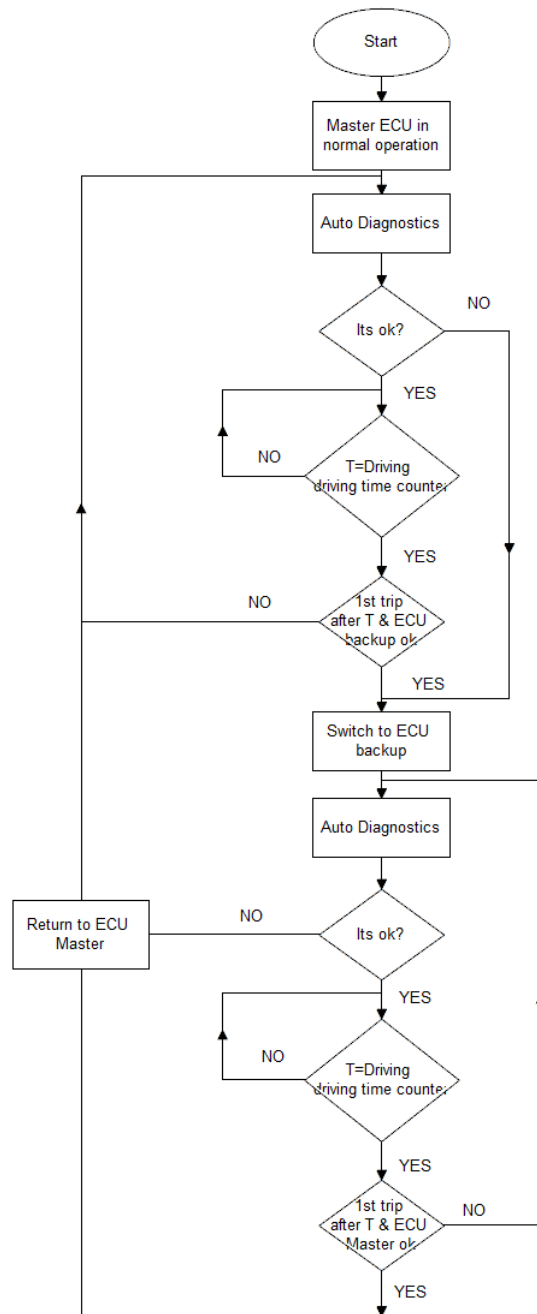 Start
Master ECU in
normal operation
Auto Diagnostics
NO
Its ok?
YES
NO
T=Driving
driving time counter
YES
NO
1st trip
after T & ECU
backup ok
YES
Switch to ECU
backup
Auto Diagnostics
NO
Return to ECU
Master
Its ok?
YES
NO
T=Driving
driving time counter
YES
1st trip
after T & ECU
Master ok
NO
YES